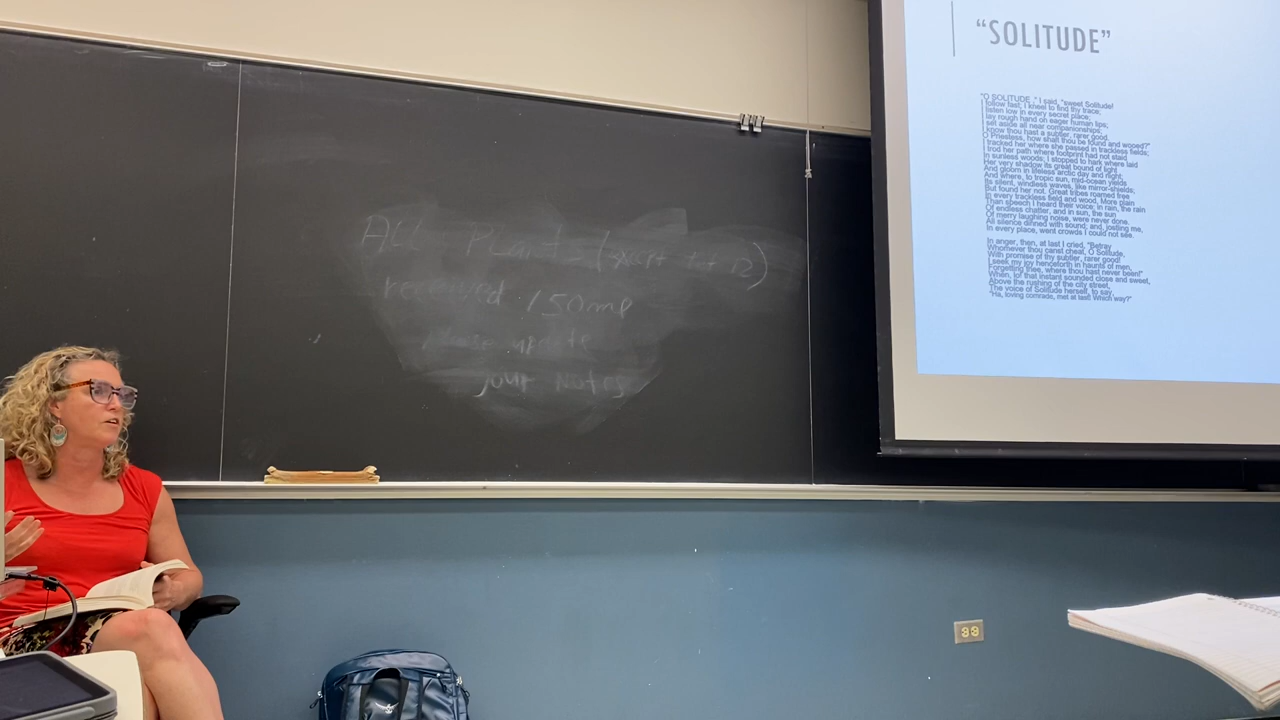 “SOLITUDE”
"O SOLITUDE ," I said, "sweet Solitude!
I follow fast; I kneel to find thy trace;
I listen low in every secret place;
I lay rough hand on eager human lips;
I set aside all near companionships;
I know thou hast a subtler, rarer good.
O Priestess, how shalt thou be found and wooed?"
I tracked her where she passed in trackless fields;
I trod her path where footprint had not staid
In sunless woods; I stopped to hark where laid
Her very shadow its great bound of light
And gloom in lifeless arctic day and night,
And where, to tropic sun, mid-ocean yields
Its silent, windless waves, like mirror-shields;
But found her not. Great tribes roamed free
In every trackless field and wood. More plain
Than speech I heard their voice; in rain, the rain
Of endless chatter, and in sun, the sun
Of merry laughing noise, were never done.
All silence dinned with sound; and, jostling me,
In every place, went crowds I could not see.
In anger, then, at last I cried, "Betray
Whomever thou canst cheat, O Solitude,
With promise of thy subtler, rarer good!
I seek my joy henceforth in haunts of men,
Forgetting thee, where thou hast never been!"
When, lo! that instant sounded close and sweet,
Above the rushing of the city street,
The voice of Solitude herself, to say,
"Ha, loving comrade, met at last! Which way?"
150mL
Please update
your Notes